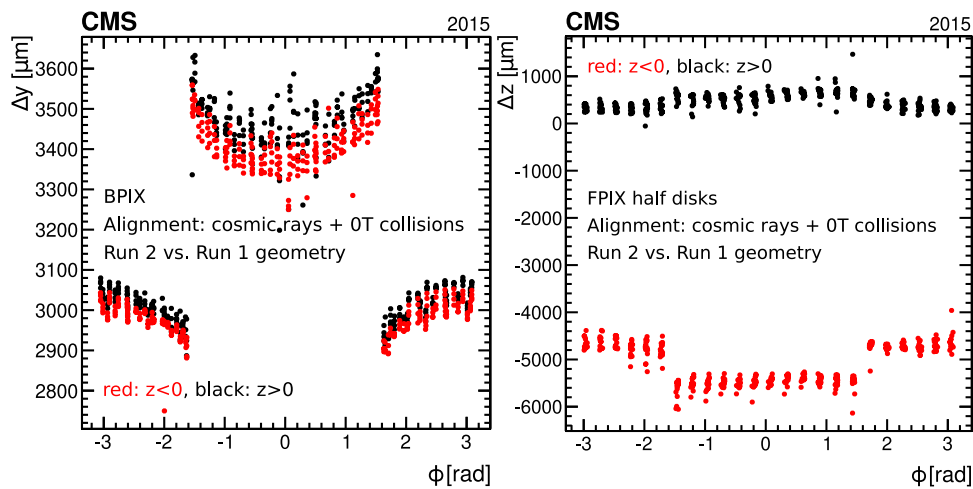 CMS 2015
Δy [μm]
3600
3500
3400
3300
3200
3100
3000
2900
2800
BPIX
Alignment: cosmic rays + 0T collisions
Run 2 vs. Run 1 geometry
red: z<0, black: z>0
-3 -2 -1 0 1 2 3
ϕ [rad]
CMS 2015
Δz [μm]
1000
0
-1000
-2000
-3000
-4000
-5000
-6000
red: z<0, black: z>0
FPIX half disks
Alignment: cosmic rays + 0T collisions
Run 2 vs. Run 1 geometry
-3 -2 -1 0 1 2 3
ϕ [rad]